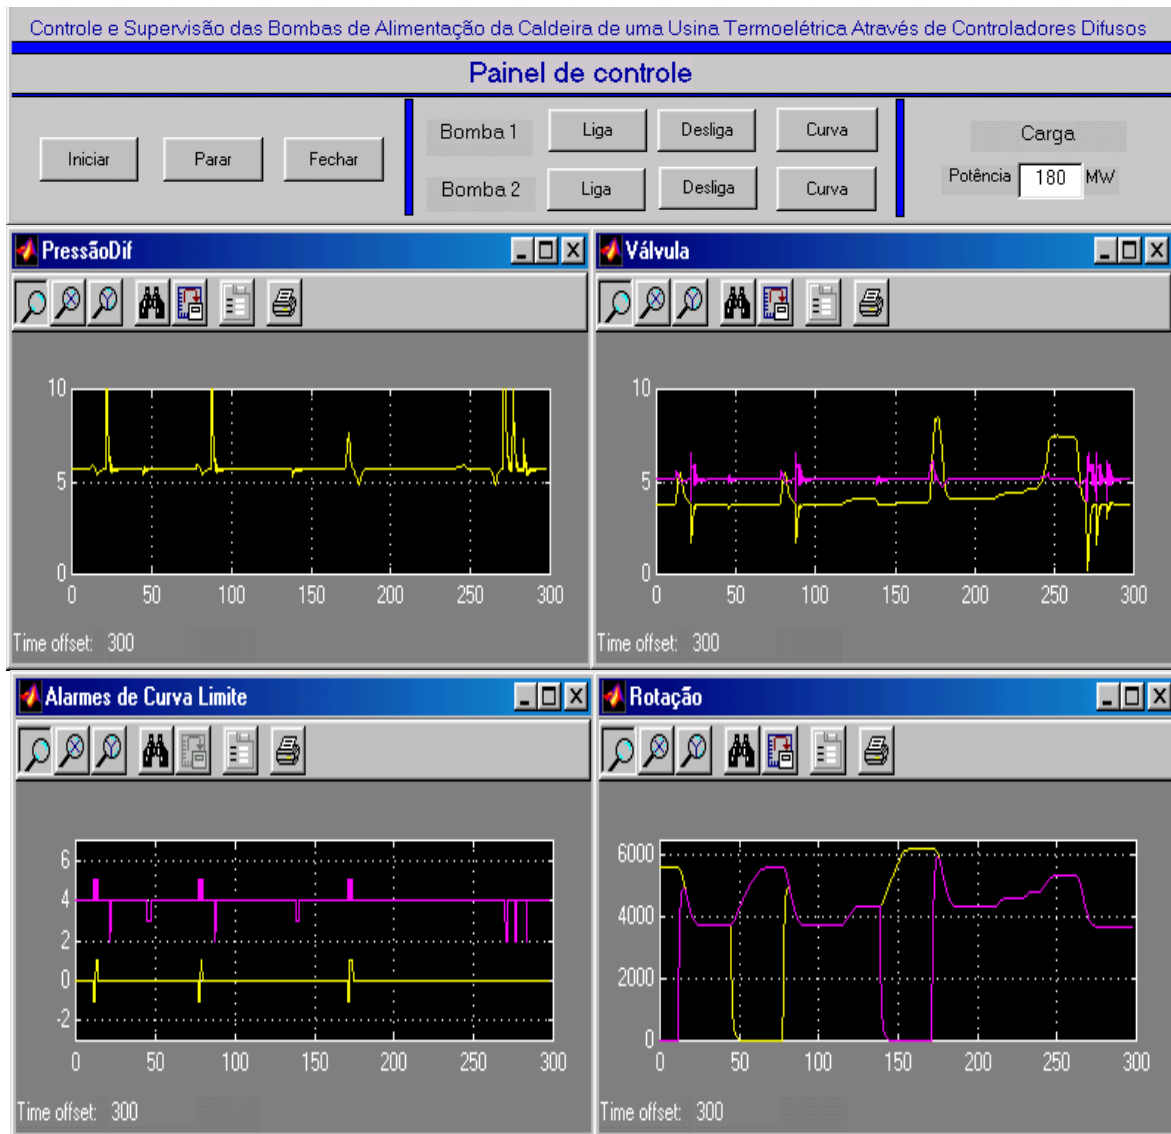 Controle e Supervisão das Bombas de Alimentação da Caldeira de uma Usina Termoelétrica Através de Controladores Difusos
Painel de controle
Iniciar Parar Fechar
Bomba 1 Liga Desliga Curva
Bomba 2 Liga Desliga Curva
Carga
Potência 180 MW
PressãoDif
10
5
0
0 50 100 150 200 250 300
Time offset: 300
Válvula
10
5
0
0 50 100 150 200 250 300
Time offset: 300
Alarmes de Curva Limite
6
4
2
0
-2
0 50 100 150 200 250 300
Time offset: 300
Rotação
6000
4000
2000
0
0 50 100 150 200 250 300
Time offset: 300